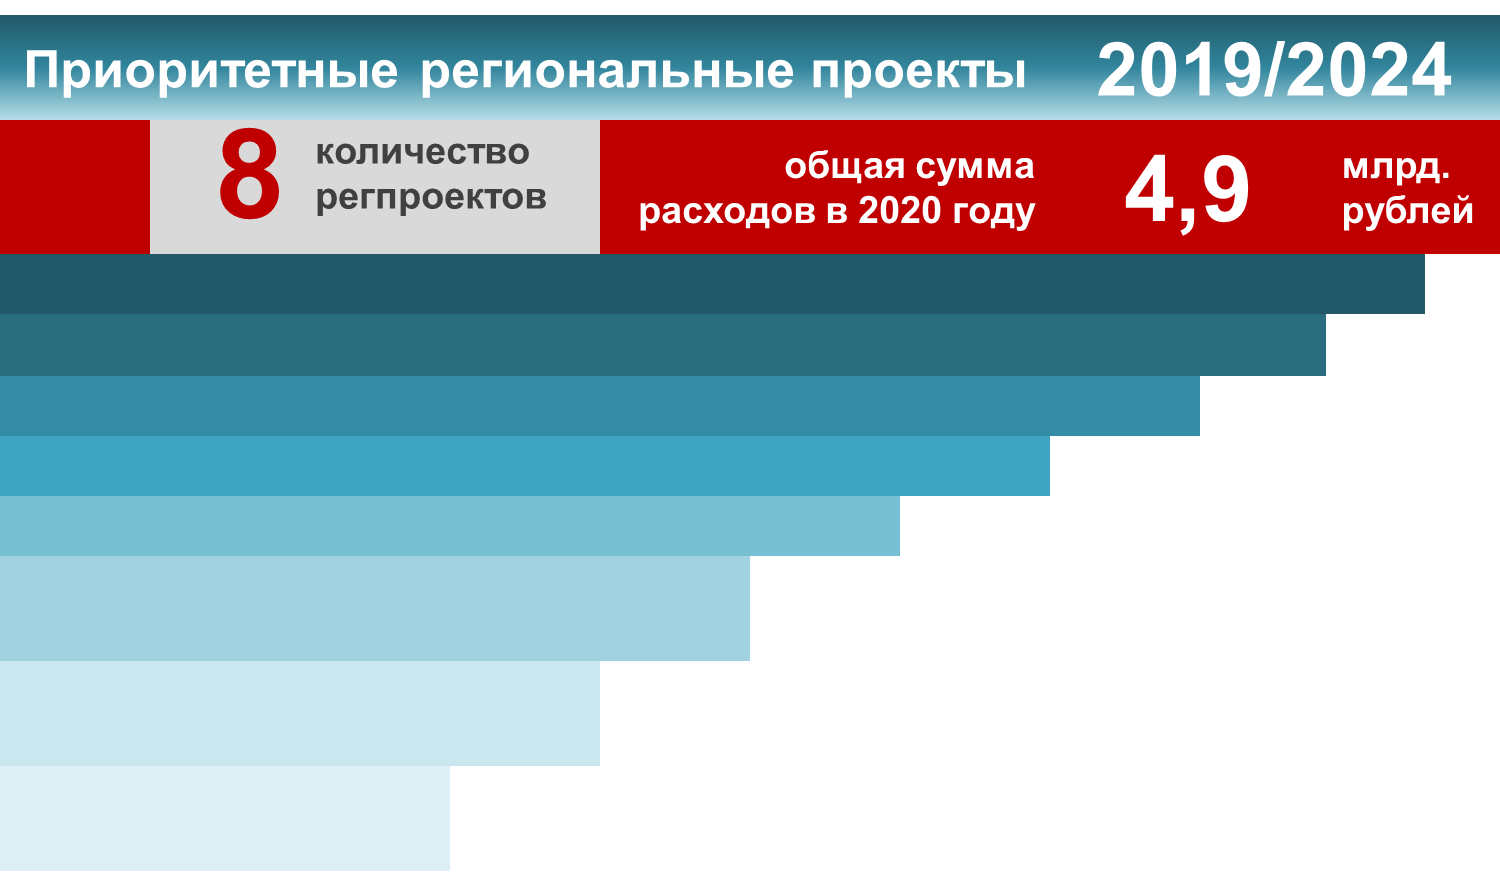 Приоритетные региональные проекты 2019/2024
8
количество
регпроектов
общая сумма
расходов в 2020 году
4,9
млрд.
рублей